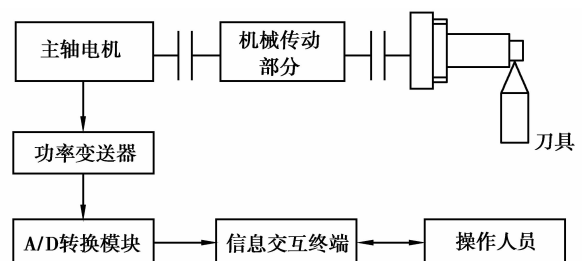 主轴电机
机械传动
部分
刀具
功率变送器
A/D转换模块
信息交互终端
操作人员